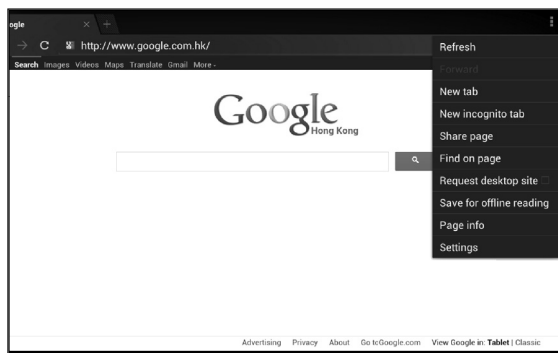 ogle × +
http://www.google.com.hk/
Search Images Videos Maps Translate Gmail More -
Google
Hong Kong
Refresh
Forward
New tab
New incognito tab
Share page
Find on page
Request desktop site
Save for offline reading
Page info
Settings
Advertising Privacy About Go tcGoogle.com View Google in: Tablet | Classic